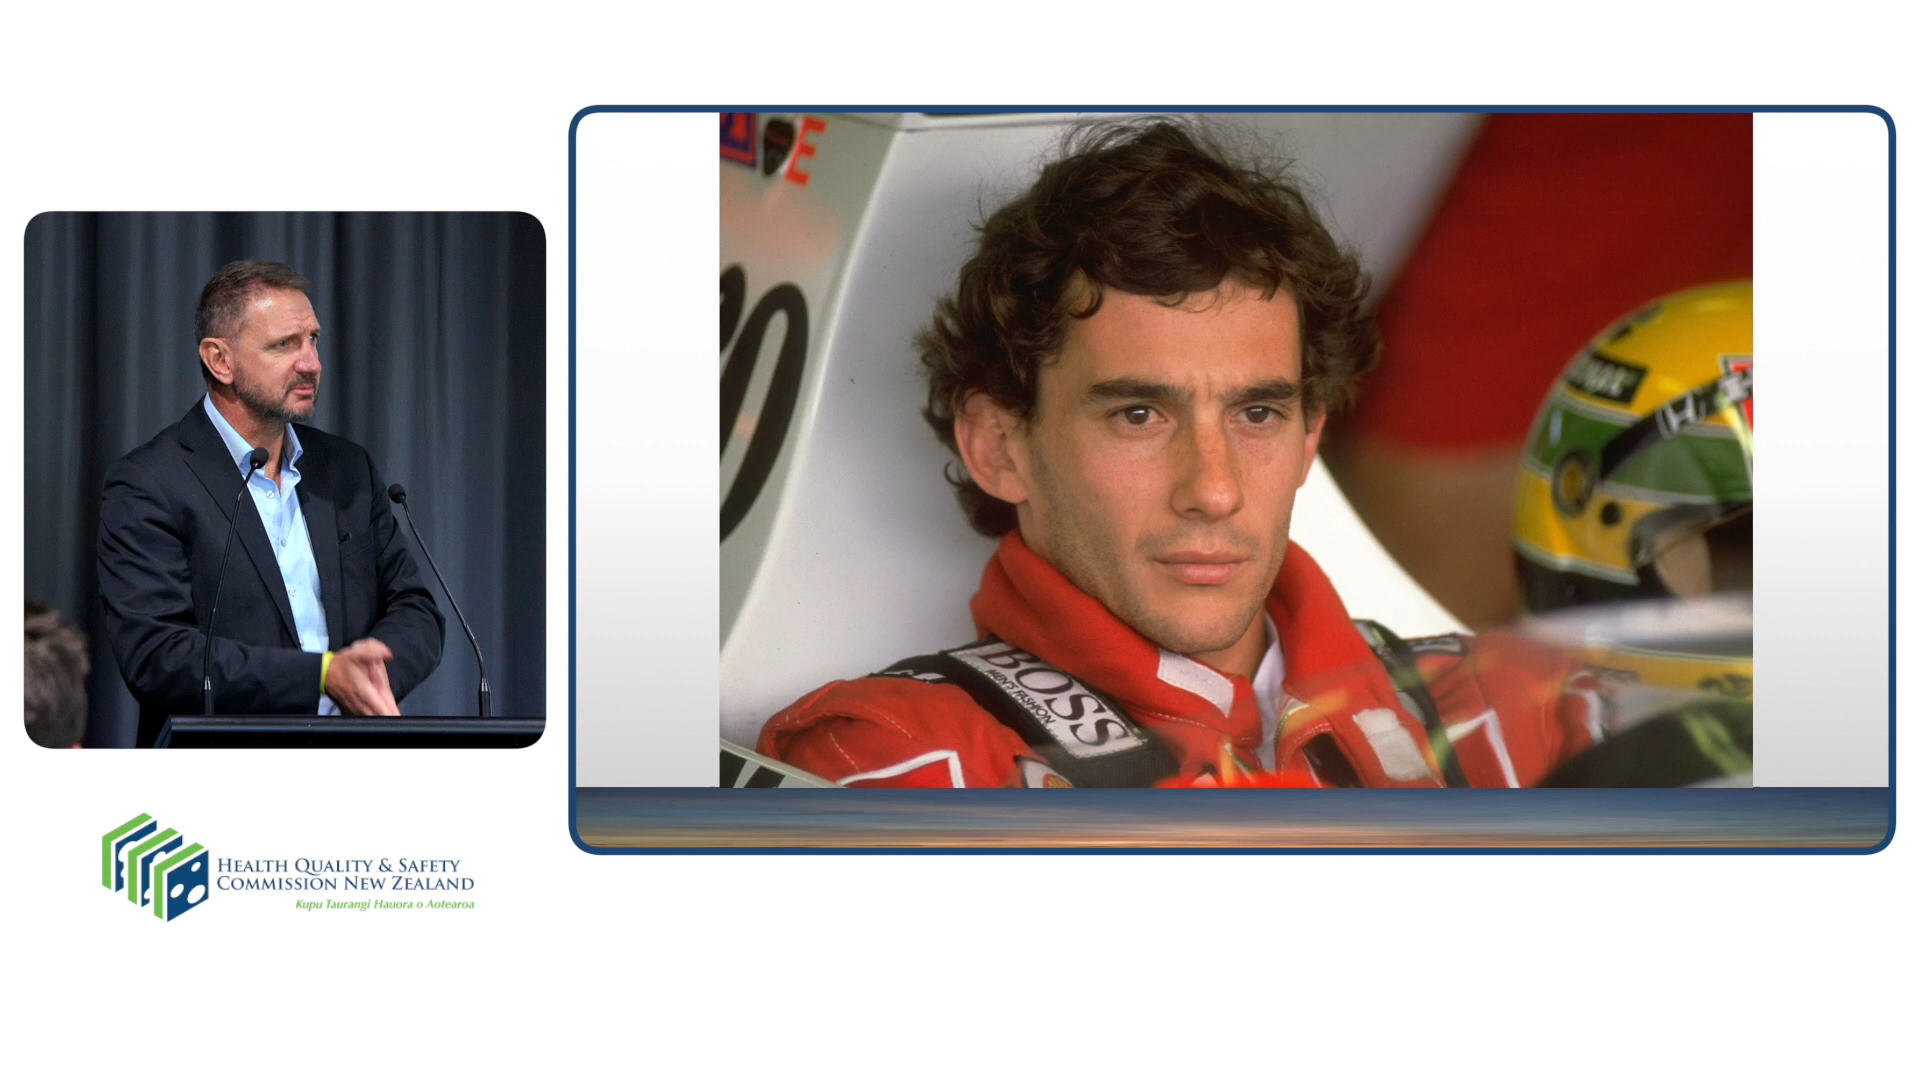 HEALTH QUALITY & SAFETY
COMMISSION NEW ZEALAND
Kupu Taurangi Hauora o Aotearoa
BOSS
MEN'S FASHION